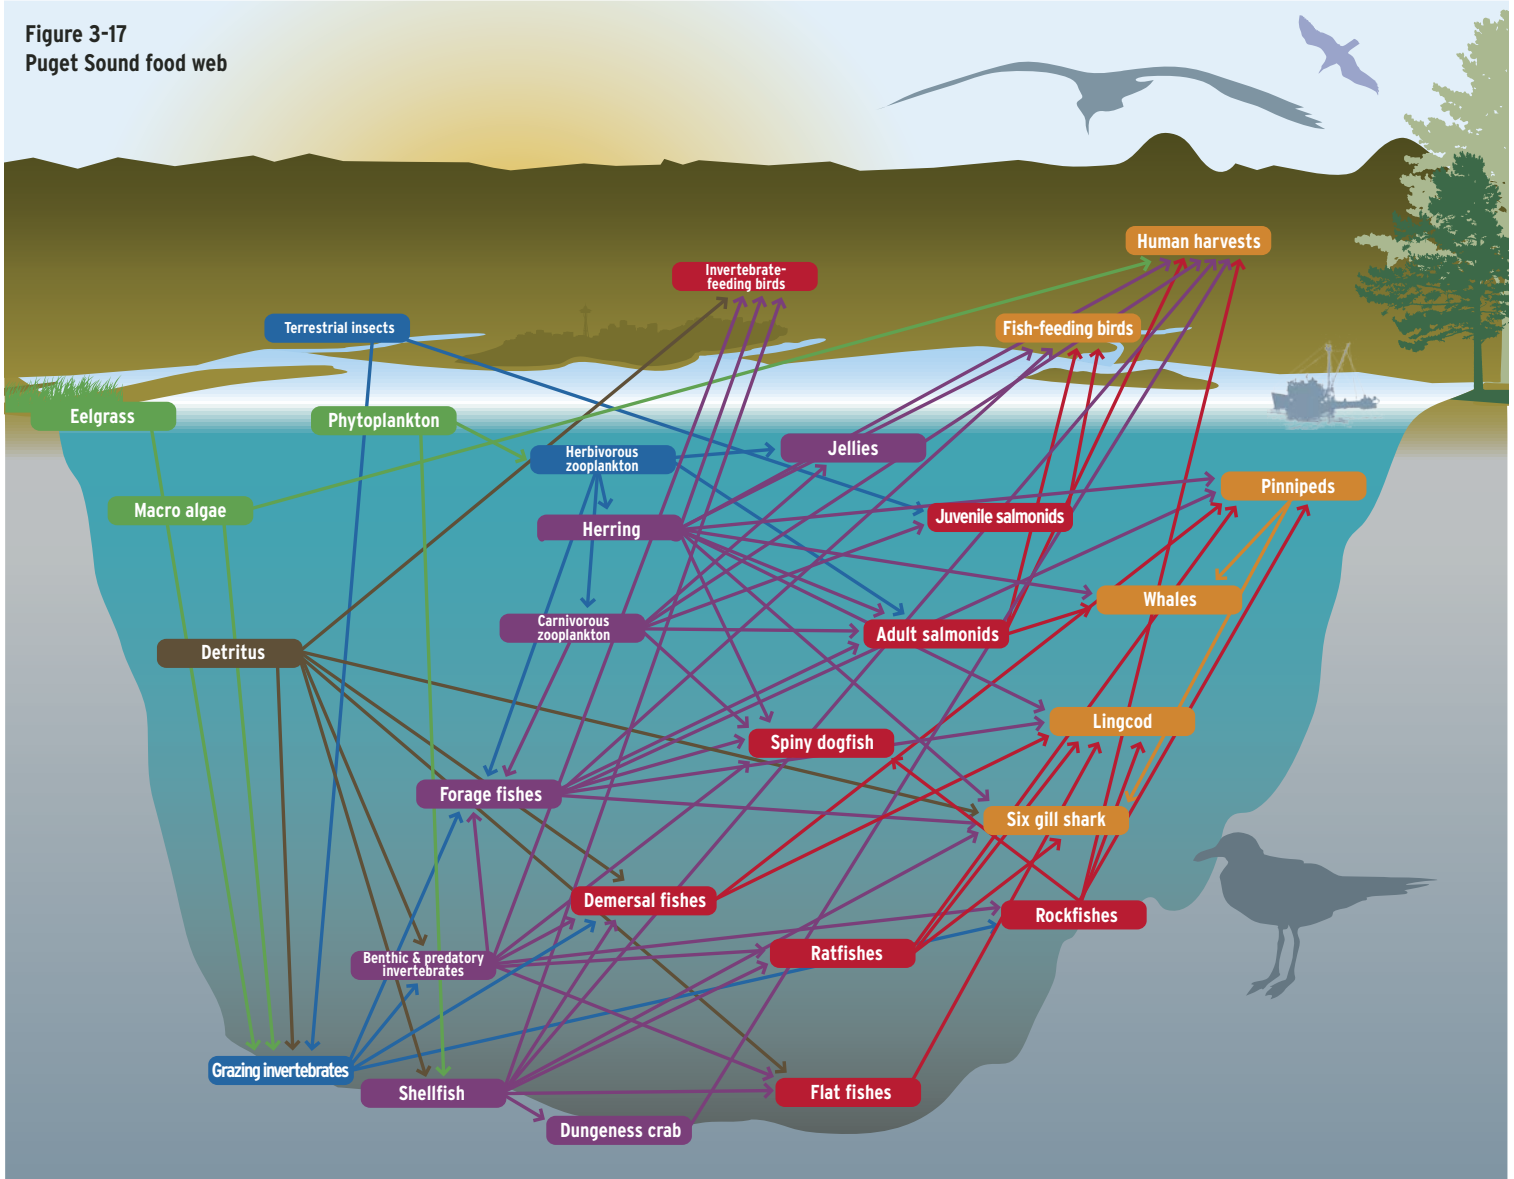 Figure 3-17
Puget Sound food web
Human harvests
Invertebrate-
feeding birds
Terrestrial insects
Fish-feeding birds
Eelgrass
Phytoplankton
Herbivorous
zooplankton
Jellies
Pinnipeds
Macro algae
Herring
Juvenile salmonids
Whales
Carnivorous
zooplankton
Adult salmonids
Detritus
Lingcod
Spiny dogfish
Forage fishes
Six gill shark
Demersal fishes
Rockfishes
Ratfishes
Benthic & predatory
invertebrates
Grazing invertebrates
Shellfish
Flat fishes
Dungeness crab